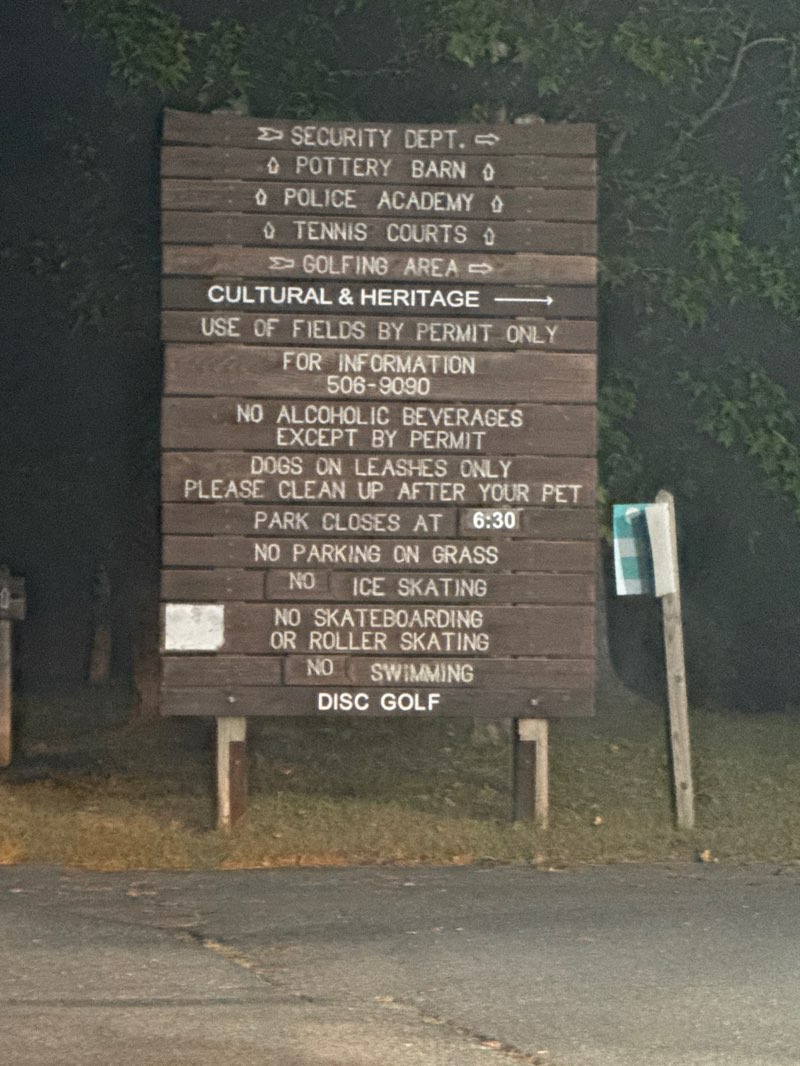 ⇨ SECURITY DEPT. ⇨
⇧ POTTERY BARN ⇧
⇧ POLICE ACADEMY ⇧
⇧ TENNIS COURTS ⇧
⇨ GOLFING AREA ⇨
CULTURAL & HERITAGE ⟶
USE OF FIELDS BY PERMIT ONLY
FOR INFORMATION
506-9090
NO ALCOHOLIC BEVERAGES
EXCEPT BY PERMIT
DOGS ON LEASHES ONLY
PLEASE CLEAN UP AFTER YOUR PET
PARK CLOSES AT 6:30
NO PARKING ON GRASS
NO ICE SKATING
NO SKATEBOARDING
OR ROLLER SKATING
NO SWIMMING
DISC GOLF